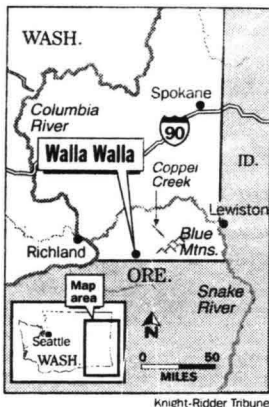 WASH.
Spokane
Columbia
River
90
Walla Walla
ID.
Coppei
Creek
Lewiston
Richland
Blue
Mtns.
ORE.
Map
area
Snake
River
Seattle
WASH.
N
0 50
MILES
Knight-Ridder Tribune